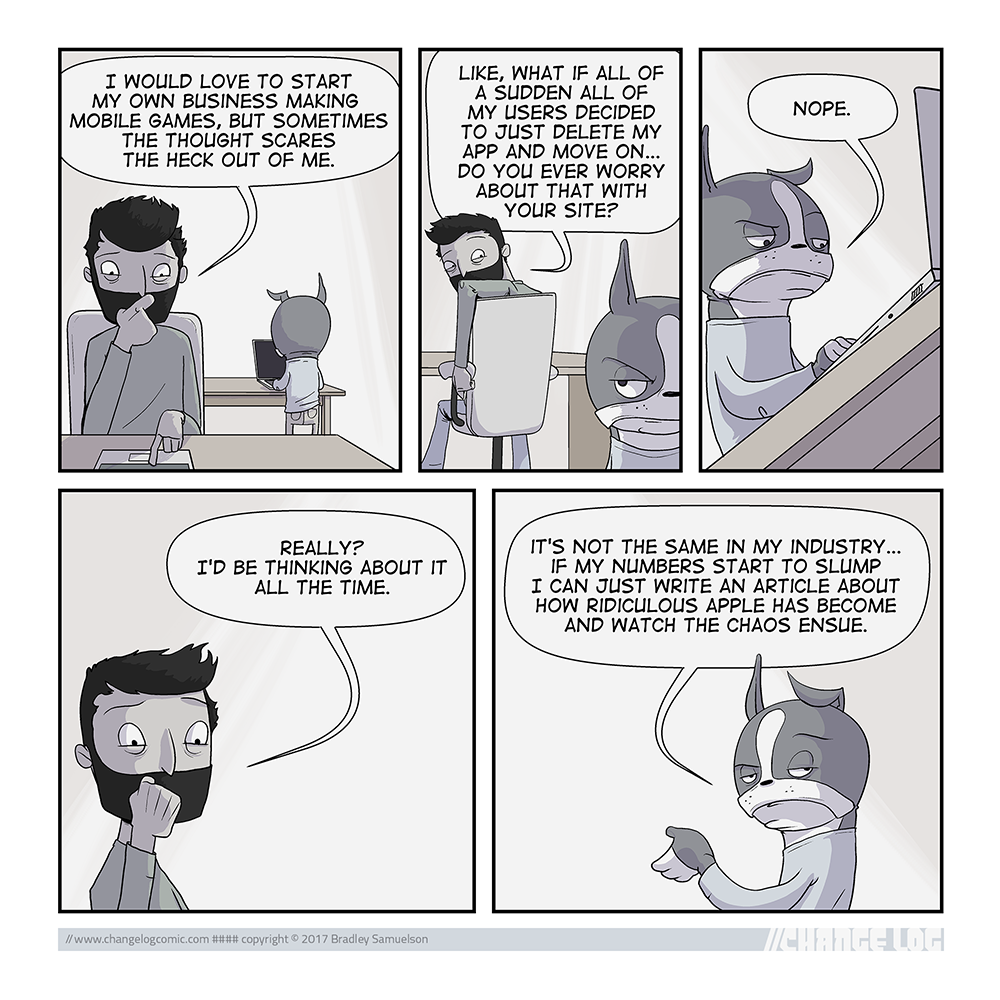 I WOULD LOVE TO START
MY OWN BUSINESS MAKING
MOBILE GAMES, BUT SOMETIMES
THE THOUGHT SCARES
THE HECK OUT OF ME.
LIKE, WHAT IF ALL OF
A SUDDEN ALL OF
MY USERS DECIDED
TO JUST DELETE MY
APP AND MOVE ON...
DO YOU EVER WORRY
ABOUT THAT WITH
YOUR SITE?
NOPE.
REALLY?
I'D BE THINKING ABOUT IT
ALL THE TIME.
IT'S NOT THE SAME IN MY INDUSTRY...
IF MY NUMBERS START TO SLUMP
I CAN JUST WRITE AN ARTICLE ABOUT
HOW RIDICULOUS APPLE HAS BECOME
AND WATCH THE CHAOS ENSUE.
//www.changelogcomic.com #### copyright © 2017 Bradley Samuelson
//CHANGE LOG